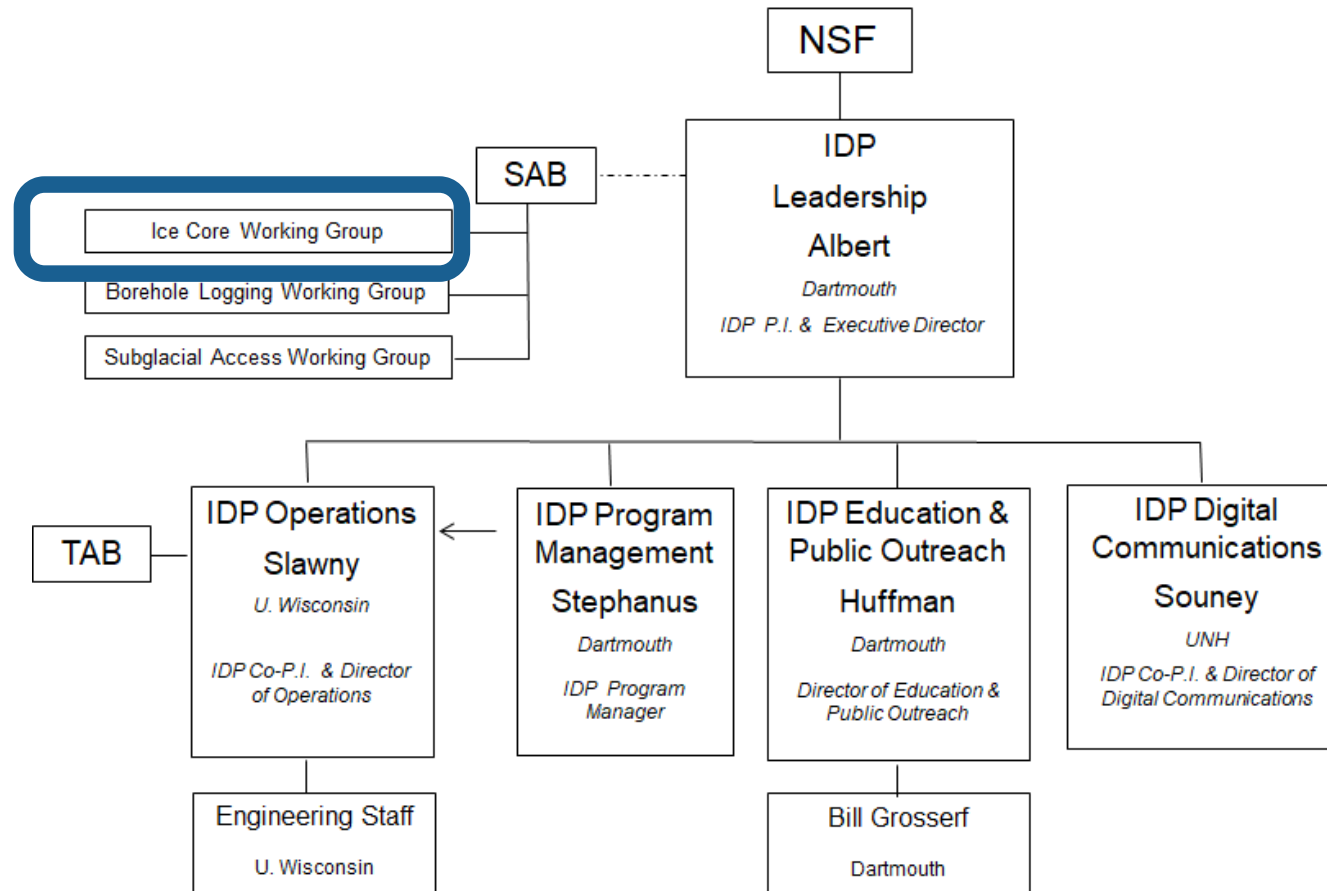 NSF
IDP
Leadership
Albert
Dartmouth
IDP P.I. & Executive Director
SAB
Ice Core Working Group
Borehole Logging Working Group
Subglacial Access Working Group
TAB
IDP Operations
Slawny
U. Wisconsin
IDP Co-P.I. & Director
of Operations
IDP Program
Management
Stephanus
Dartmouth
IDP Program
Manager
IDP Education &
Public Outreach
Huffman
Dartmouth
Director of Education &
Public Outreach
IDP Digital
Communications
Souney
UNH
IDP Co-P.I. & Director of
Digital Communications
Engineering Staff
U. Wisconsin
Bill Grosserf
Dartmouth